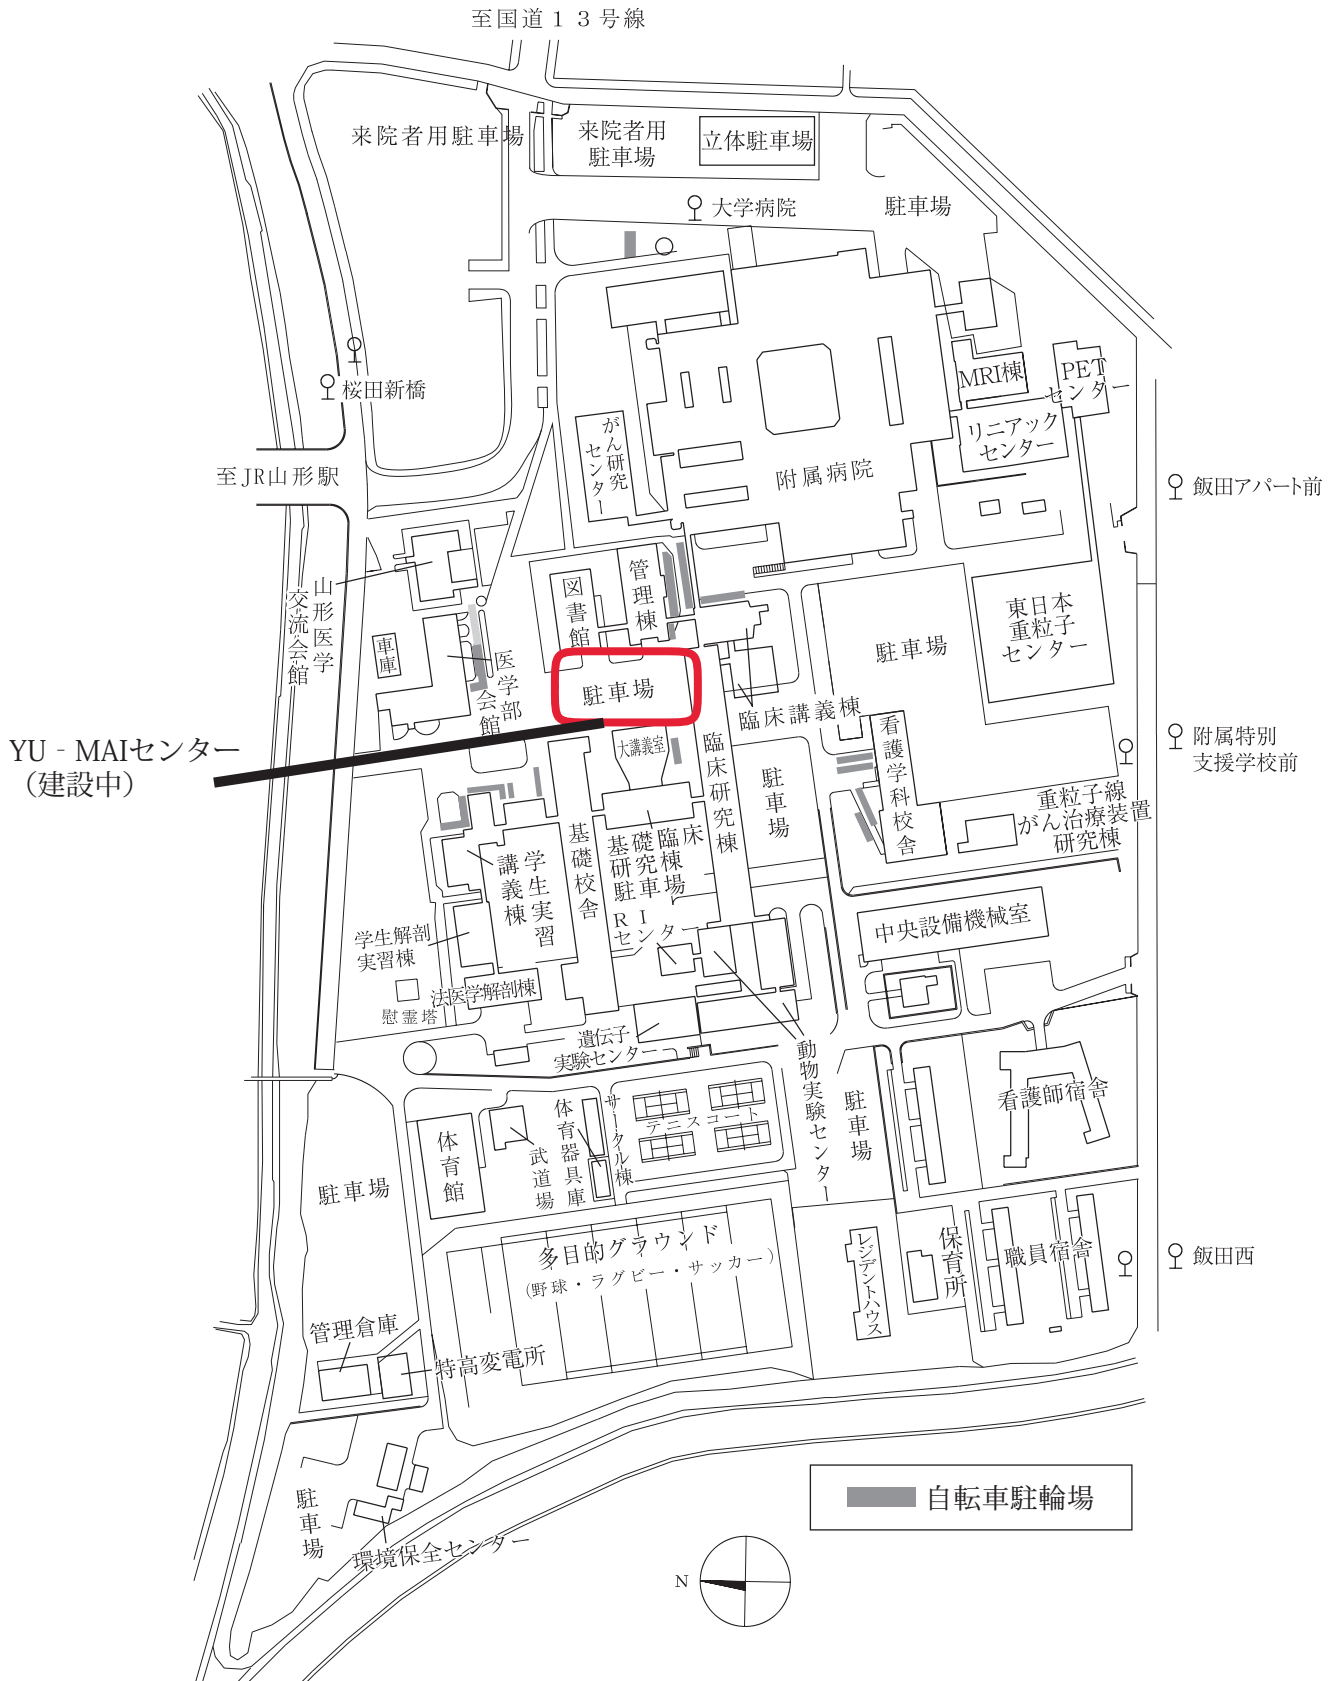 至国道１３号線
来院者用駐車場
来院者用
駐車場
立体駐車場
大学病院
駐車場
桜田新橋
至JR山形駅
MRI棟
PET
センター
リニアック
センター
がん研究
センター
附属病院
飯田アパート前
山形医学
交流会館
図書館
管理棟
車庫
医学部
会館
駐車場
東日本
重粒子
センター
駐車場
臨床講義棟
YU‐MAIセンター
（建設中）
大講義室
臨床研究棟
駐車場
看護学科校舎
附属特別
支援学校前
重粒子線
がん治療装置
研究棟
基礎校舎
基礎臨床
研究棟
駐車場
RI
センター
学生実習
講義棟
中央設備機械室
学生解剖
実習棟
法医学解剖棟
慰霊塔
遺伝子
実験センター
動物実験センター
駐車場
看護師宿舎
体育館
武道場
体育器具庫
サークル棟
テニスコート
駐車場
多目的グラウンド
（野球・ラグビー・サッカー）
レジデントハウス
保育所
職員宿舎
飯田西
管理倉庫
特高変電所
駐車場
環境保全センター
自転車駐輪場
N